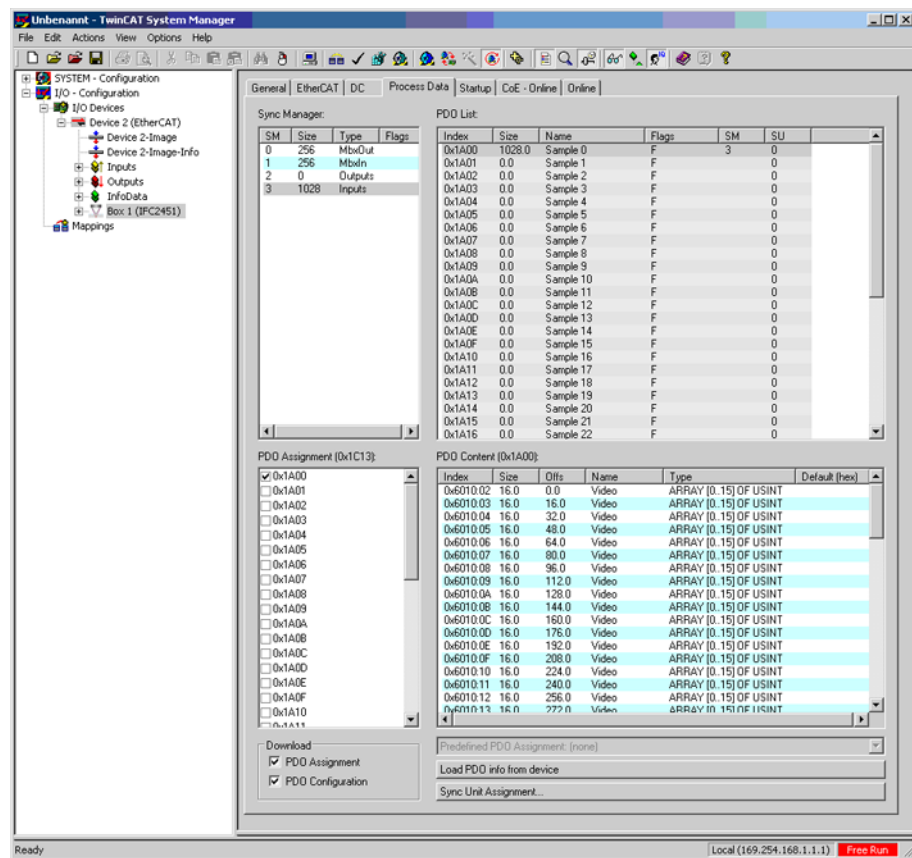 Unbenannt - TwinCAT System Manager
File Edit Actions View Options Help
SYSTEM - Configuration
I/O - Configuration
I/O Devices
Device 2 (EtherCAT)
Device 2-Image
Device 2-Image-Info
Inputs
Outputs
InfoData
Box 1 (IFC2451)
Mappings
General EtherCAT DC Process Data Startup CoE - Online Online
Sync Manager:
SM Size Type Flags
0 256 MbxOut
1 256 MbxIn
2 0 Outputs
3 1028 Inputs
PDO List:
Index Size Name Flags SM SU
0x1A00 1028.0 Sample 0 F 3 0
0x1A01 0.0 Sample 1 F 0
0x1A02 0.0 Sample 2 F 0
0x1A03 0.0 Sample 3 F 0
0x1A04 0.0 Sample 4 F 0
0x1A05 0.0 Sample 5 F 0
0x1A06 0.0 Sample 6 F 0
0x1A07 0.0 Sample 7 F 0
0x1A08 0.0 Sample 8 F 0
0x1A09 0.0 Sample 9 F 0
0x1A0A 0.0 Sample 10 F 0
0x1A0B 0.0 Sample 11 F 0
0x1A0C 0.0 Sample 12 F 0
0x1A0D 0.0 Sample 13 F 0
0x1A0E 0.0 Sample 14 F 0
0x1A0F 0.0 Sample 15 F 0
0x1A10 0.0 Sample 16 F 0
0x1A11 0.0 Sample 17 F 0
0x1A12 0.0 Sample 18 F 0
0x1A13 0.0 Sample 19 F 0
0x1A14 0.0 Sample 20 F 0
0x1A15 0.0 Sample 21 F 0
0x1A16 0.0 Sample 22 F 0
PDO Assignment (0x1C13):
0x1A00
0x1A01
0x1A02
0x1A03
0x1A04
0x1A05
0x1A06
0x1A07
0x1A08
0x1A09
0x1A0A
0x1A0B
0x1A0C
0x1A0D
0x1A0E
0x1A0F
0x1A10
0x1A11
PDO Content (0x1A00):
Index Size Offs Name Type Default (hex)
0x6010:02 16.0 0.0 Video ARRAY [0..15] OF USINT
0x6010:03 16.0 16.0 Video ARRAY [0..15] OF USINT
0x6010:04 16.0 32.0 Video ARRAY [0..15] OF USINT
0x6010:05 16.0 48.0 Video ARRAY [0..15] OF USINT
0x6010:06 16.0 64.0 Video ARRAY [0..15] OF USINT
0x6010:07 16.0 80.0 Video ARRAY [0..15] OF USINT
0x6010:08 16.0 96.0 Video ARRAY [0..15] OF USINT
0x6010:09 16.0 112.0 Video ARRAY [0..15] OF USINT
0x6010:0A 16.0 128.0 Video ARRAY [0..15] OF USINT
0x6010:0B 16.0 144.0 Video ARRAY [0..15] OF USINT
0x6010:0C 16.0 160.0 Video ARRAY [0..15] OF USINT
0x6010:0D 16.0 176.0 Video ARRAY [0..15] OF USINT
0x6010:0E 16.0 192.0 Video ARRAY [0..15] OF USINT
0x6010:0F 16.0 208.0 Video ARRAY [0..15] OF USINT
0x6010:10 16.0 224.0 Video ARRAY [0..15] OF USINT
0x6010:11 16.0 240.0 Video ARRAY [0..15] OF USINT
0x6010:12 16.0 256.0 Video ARRAY [0..15] OF USINT
0x6010:13 16.0 272.0 Video ARRAY [0..15] OF USINT
Download
PDO Assignment
PDO Configuration
Predefined PDO Assignment: (none)
Load PDO info from device
Sync Unit Assignment...
Ready
Local (169.254.168.1.1.1) Free Run